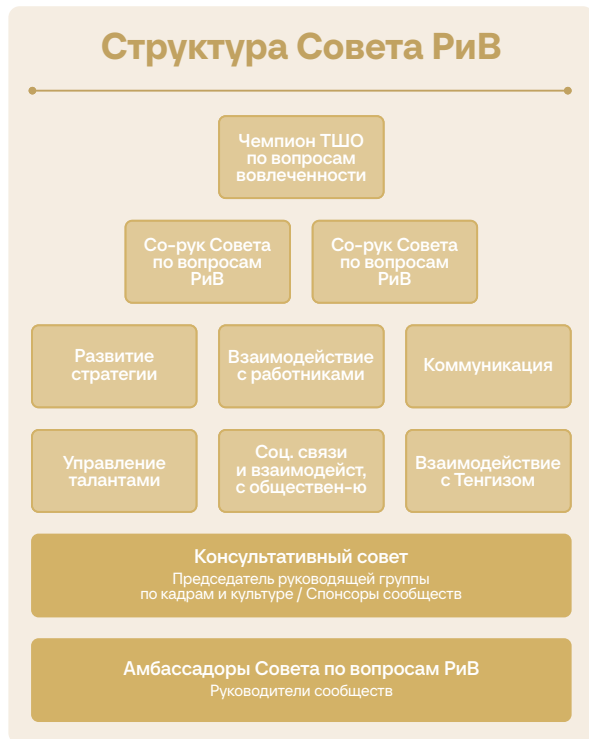 Структура Совета РиВ
Чемпион ТШО
по вопросам
вовлеченности
Со-рук Совета
по вопросам
РиВ
Со-рук Совета
по вопросам
РиВ
Развитие
стратегии
Взаимодействие
с работниками
Коммуникация
Управление
талантами
Соц. связи
и взаимодейст,
с обществен-ю
Взаимодействие
с Тенгизом
Консультативный совет
Председатель руководящей группы
по кадрам и культуре / Спонсоры сообществ
Амбассадоры Совета по вопросам РиВ
Руководители сообществ